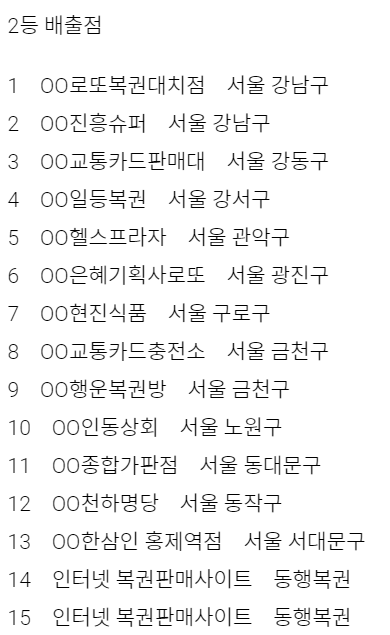 2등 배출점
1 OO로또복권대치점 서울 강남구
2 OO진흥슈퍼 서울 강남구
3 OO교통카드판매대 서울 강동구
4 OO일등복권 서울 강서구
5 OO헬스프라자 서울 관악구
6 OO은혜기획사로또 서울 광진구
7 OO현진식품 서울 구로구
8 OO교통카드충전소 서울 금천구
9 OO행운복권방 서울 금천구
10 OO인동상회 서울 노원구
11 OO종합가판점 서울 동대문구
12 OO천하명당 서울 동작구
13 OO한삼인 홍제역점 서울 서대문구
14 인터넷 복권판매사이트 동행복권
15 인터넷 복권판매사이트 동행복권